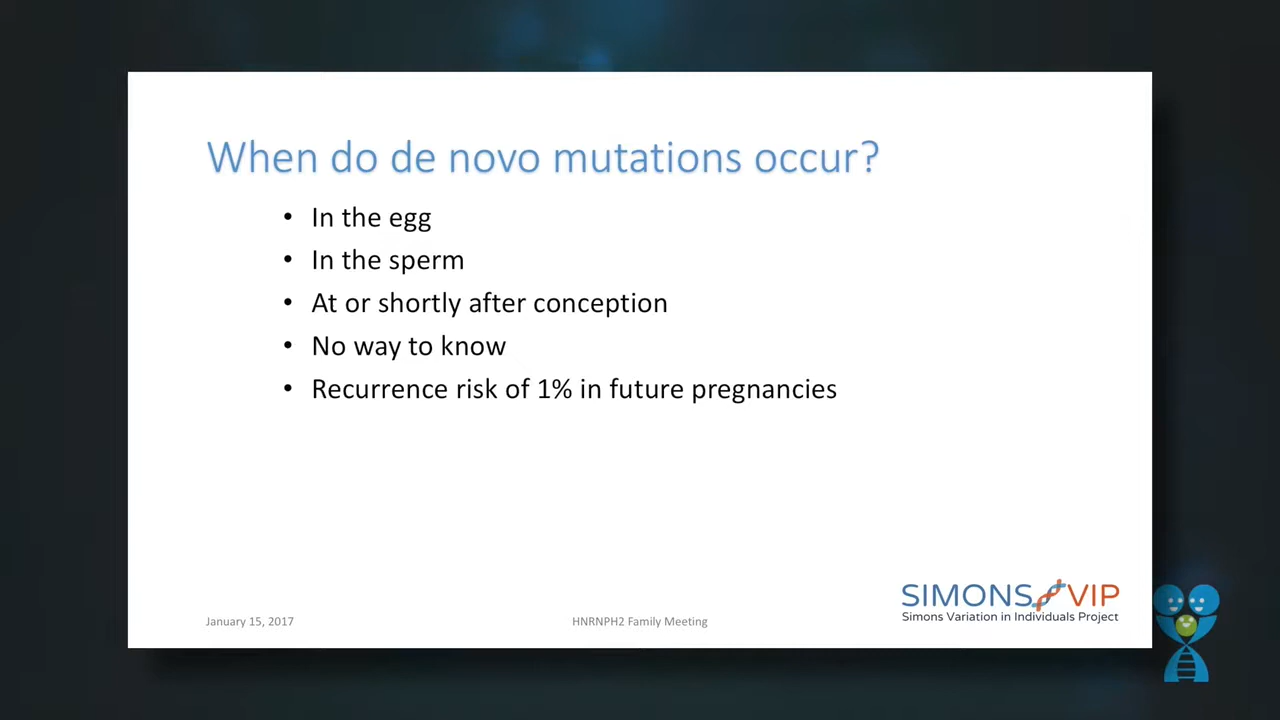 When do de novo mutations occur?
• In the egg
• In the sperm
• At or shortly after conception
• No way to know
• Recurrence risk of 1% in future pregnancies
January 15, 2017
HNRNPH2 Family Meeting
SIMONS VIP
Simons Variation in Individuals Project